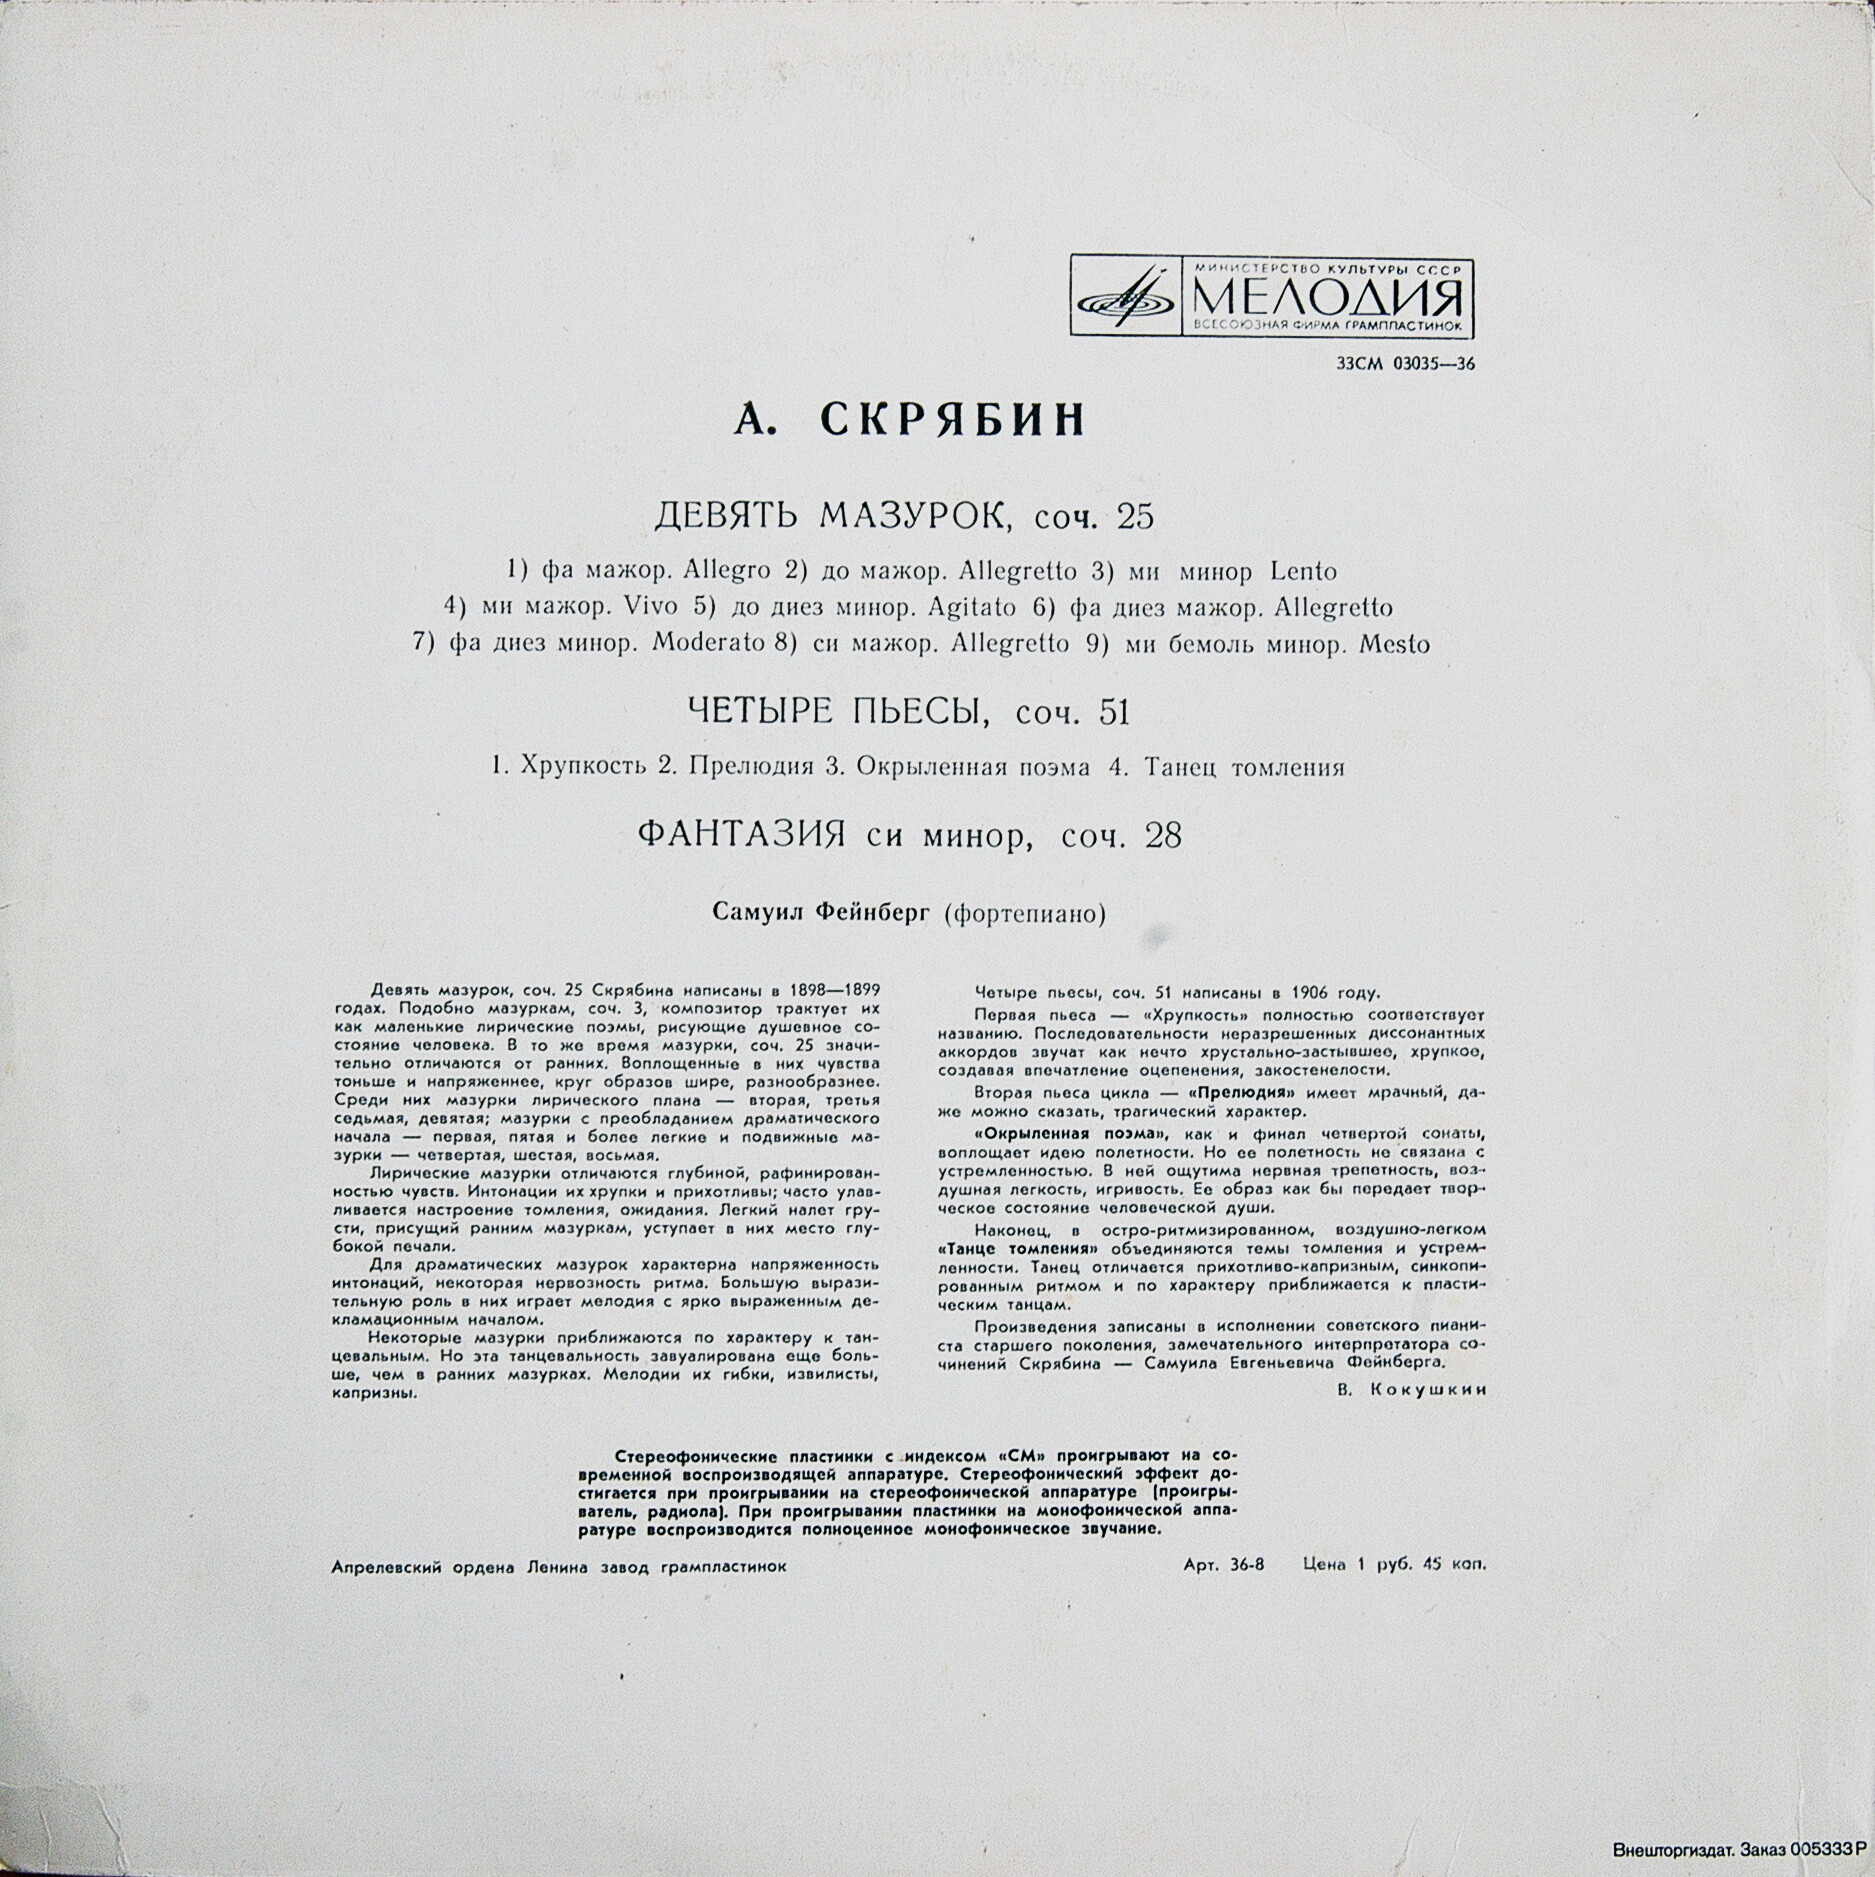 МИНИСТЕРСТВО КУЛЬТУРЫ СССР
МЕЛОДИЯ
ВСЕСОЮЗНАЯ ФИРМА ГРАМПЛАСТИНОК
33СМ 03035—36
А. СКРЯБИН
ДЕВЯТЬ МАЗУРОК, соч. 25
1) фа мажор. Allegro 2) до мажор. Allegretto 3) ми минор Lento
4) ми мажор. Vivo 5) до диез минор. Agitato 6) фа диез мажор. Allegretto
7) фа диез минор. Moderato 8) си мажор. Allegretto 9) ми бемоль минор. Mesto
ЧЕТЫРЕ ПЬЕСЫ, соч. 51
1. Хрупкость 2. Прелюдия 3. Окрыленная поэма 4. Танец томления
ФАНТАЗИЯ си минор, соч. 28
Самуил Фейнберг (фортепиано)
Девять мазурок, соч. 25 Скрябина написаны в 1898—1899
годах. Подобно мазуркам, соч. 3, композитор трактует их
как маленькие лирические поэмы, рисующие душевное со-
стояние человека. В то же время мазурки, соч. 25 значи-
тельно отличаются от ранних. Воплощенные в них чувства
тоньше и напряженнее, круг образов шире, разнообразнее.
Среди них мазурки лирического плана — вторая, третья
седьмая, девятая; мазурки с преобладанием драматического
начала — первая, пятая и более легкие и подвижные ма-
зурки — четвертая, шестая, восьмая.
Лирические мазурки отличаются глубиной, рафинирован-
ностью чувств. Интонации их хрупки и прихотливы; часто улав-
ливается настроение томления, ожидания. Легкий налет гру-
сти, присущий ранним мазуркам, уступает в них место глу-
бокой печали.
Для драматических мазурок характерна напряженность
интонаций, некоторая нервозность ритма. Большую вырази-
тельную роль в них играет мелодия с ярко выраженным де-
кламационным началом.
Некоторые мазурки приближаются по характеру к тан-
цевальным. Но эта танцевальность завуалирована еще боль-
ше, чем в ранних мазурках. Мелодии их гибки, извилисты,
капризны.
Четыре пьесы, соч. 51 написаны в 1906 году.
Первая пьеса — «Хрупкость» полностью соответствует
названию. Последовательности неразрешенных диссонантных
аккордов звучат как нечто хрустально-застывшее, хрупкое,
создавая впечатление оцепенения, закостенелости.
Вторая пьеса цикла — «Прелюдия» имеет мрачный, да-
же можно сказать, трагический характер.
«Окрыленная поэма», как и финал четвертой сонаты,
воплощает идею полетности. Но ее полетность не связана с
устремленностью. В ней ощутима нервная трепетность, воз-
душная легкость, игривость. Ее образ как бы передает твор-
ческое состояние человеческой души.
Наконец, в остро-ритмизированном, воздушно-легком
«Танце томления» объединяются темы томления и устрем-
ленности. Танец отличается прихотливо-капризным, синкопи-
рованным ритмом и по характеру приближается к пласти-
ческим танцам.
Произведения записаны в исполнении советского пиани-
ста старшего поколения, замечательного интерпретатора со-
чинений Скрябина — Самуила Евгеньевича Фейнберга.
В. Кокушкин
Стереофонические пластинки с индексом «СМ» проигрывают на со-
временной воспроизводящей аппаратуре. Стереофонический эффект до-
стигается при проигрывании на стереофонической аппаратуре (проигры-
ватель, радиола). При проигрывании пластинки на монофонической аппа-
ратуре воспроизводится полноценное монофоническое звучание.
Апрелевский ордена Ленина завод грампластинок
Арт. 36-8 Цена 1 руб. 45 коп.
Внешторгиздат. Заказ 005333Р